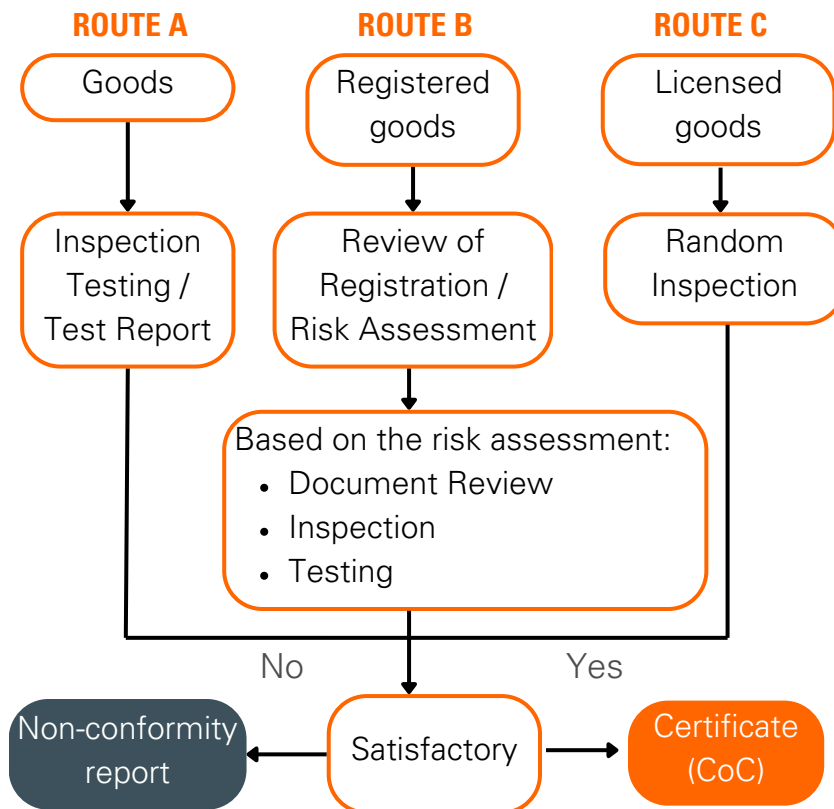 ROUTE A
ROUTE B
ROUTE C
Goods
Registered
goods
Licensed
goods
Inspection
Testing /
Test Report
Review of
Registration /
Risk Assessment
Random
Inspection
Based on the risk assessment:
• Document Review
• Inspection
• Testing
No
Yes
Non-conformity
report
Satisfactory
Certificate
(CoC)